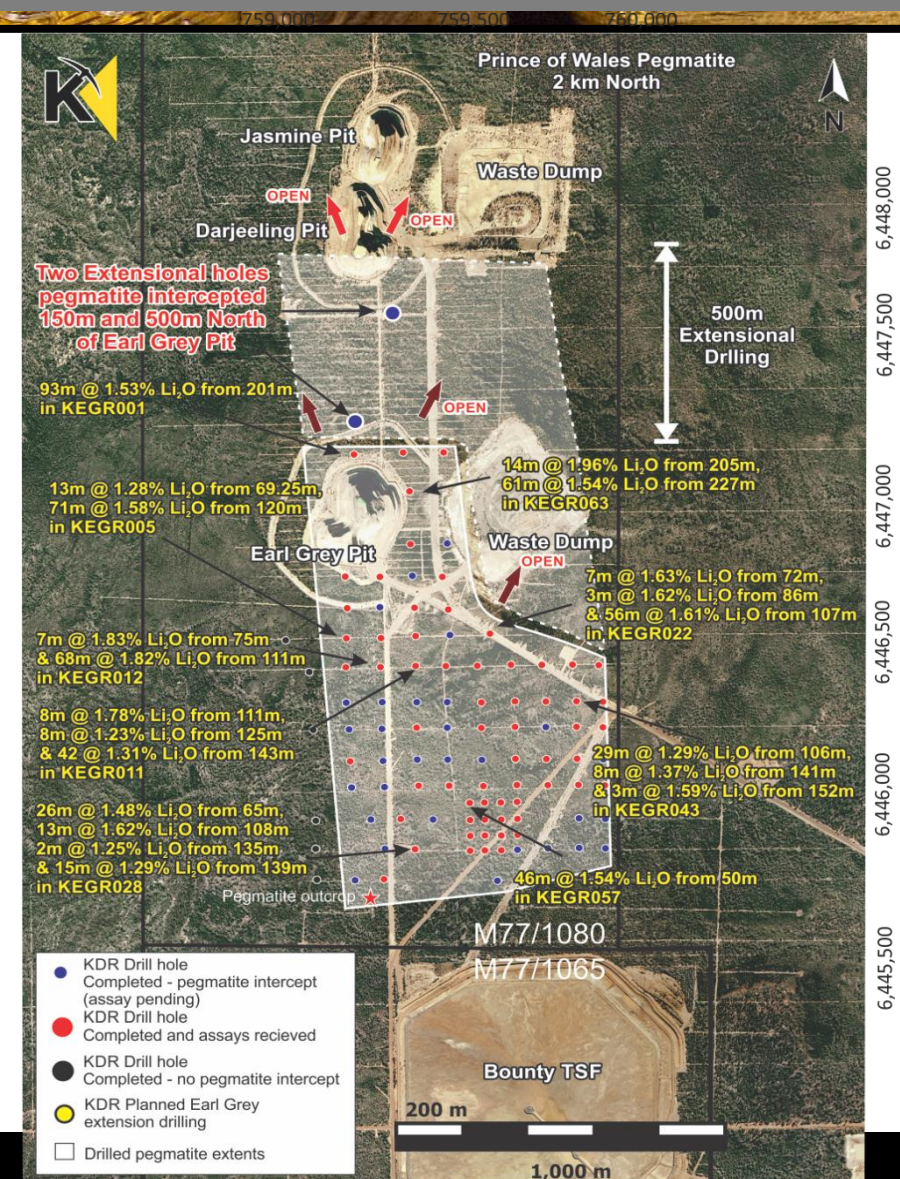 759,000 759,500 760,000
K
Prince of Wales Pegmatite
2 km North
N
Jasmine Pit
Waste Dump
OPEN
OPEN
Darjeeling Pit
6,448,000
Two Extensional holes
pegmatite intercepted
150m and 500m North
of Earl Grey Pit
500m
Extensional
Drlling
6,447,500
93m @ 1.53% Li₂O from 201m
in KEGR001
OPEN
14m @ 1.96% Li₂O from 205m,
61m @ 1.54% Li₂O from 227m
in KEGR063
13m @ 1.28% Li₂O from 69.25m,
71m @ 1.58% Li₂O from 120m
in KEGR005
6,447,000
Earl Grey Pit
Waste Dump
OPEN
7m @ 1.63% Li₂O from 72m,
3m @ 1.62% Li₂O from 86m
& 56m @ 1.61% Li₂O from 107m
in KEGR022
6,446,500
7m @ 1.83% Li₂O from 75m
& 68m @ 1.82% Li₂O from 111m
in KEGR012
8m @ 1.78% Li₂O from 111m,
8m @ 1.23% Li₂O from 125m
& 42 @ 1.31% Li₂O from 143m
in KEGR011
29m @ 1.29% Li₂O from 106m,
8m @ 1.37% Li₂O from 141m
& 3m @ 1.59% Li₂O from 152m
in KEGR043
6,446,000
26m @ 1.48% Li₂O from 65m,
13m @ 1.62% Li₂O from 108m
2m @ 1.25% Li₂O from 135m,
& 15m @ 1.29% Li₂O from 139m
in KEGR028
46m @ 1.54% Li₂O from 50m
in KEGR057
Pegmatite outcrop
M77/1080
M77/1065
6,445,500
KDR Drill hole
Completed - pegmatite intercept
(assay pending)
KDR Drill hole
Completed and assays recieved
KDR Drill hole
Completed - no pegmatite intercept
KDR Planned Earl Grey
extension drilling
Drilled pegmatite extents
Bounty TSF
200 m
1,000 m